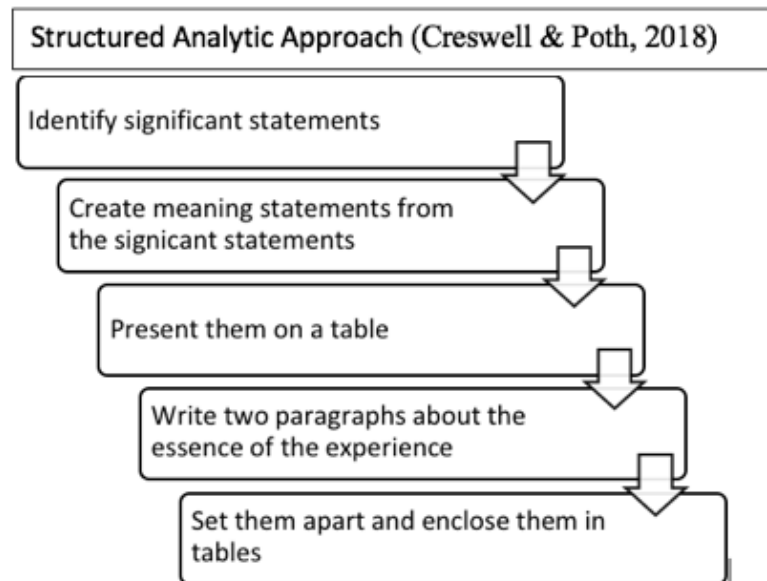 Structured Analytic Approach (Creswell & Poth, 2018)
Identify significant statements
Create meaning statements from
the signicant statements
Present them on a table
Write two paragraphs about the
essence of the experience
Set them apart and enclose them in
tables